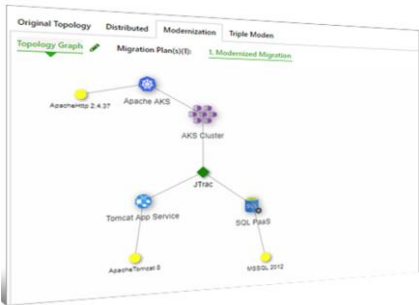 Original Topology Distributed Modernization Triple Moden
Topology Graph Migration Plan(s)(1): 1. Modernized Migration
ApacheHttp 2.4.37
Apache AKS
AKS Cluster
JTrac
Tomcat App Service
SQL PaaS
ApacheTomcat 8
MSSQL 2012